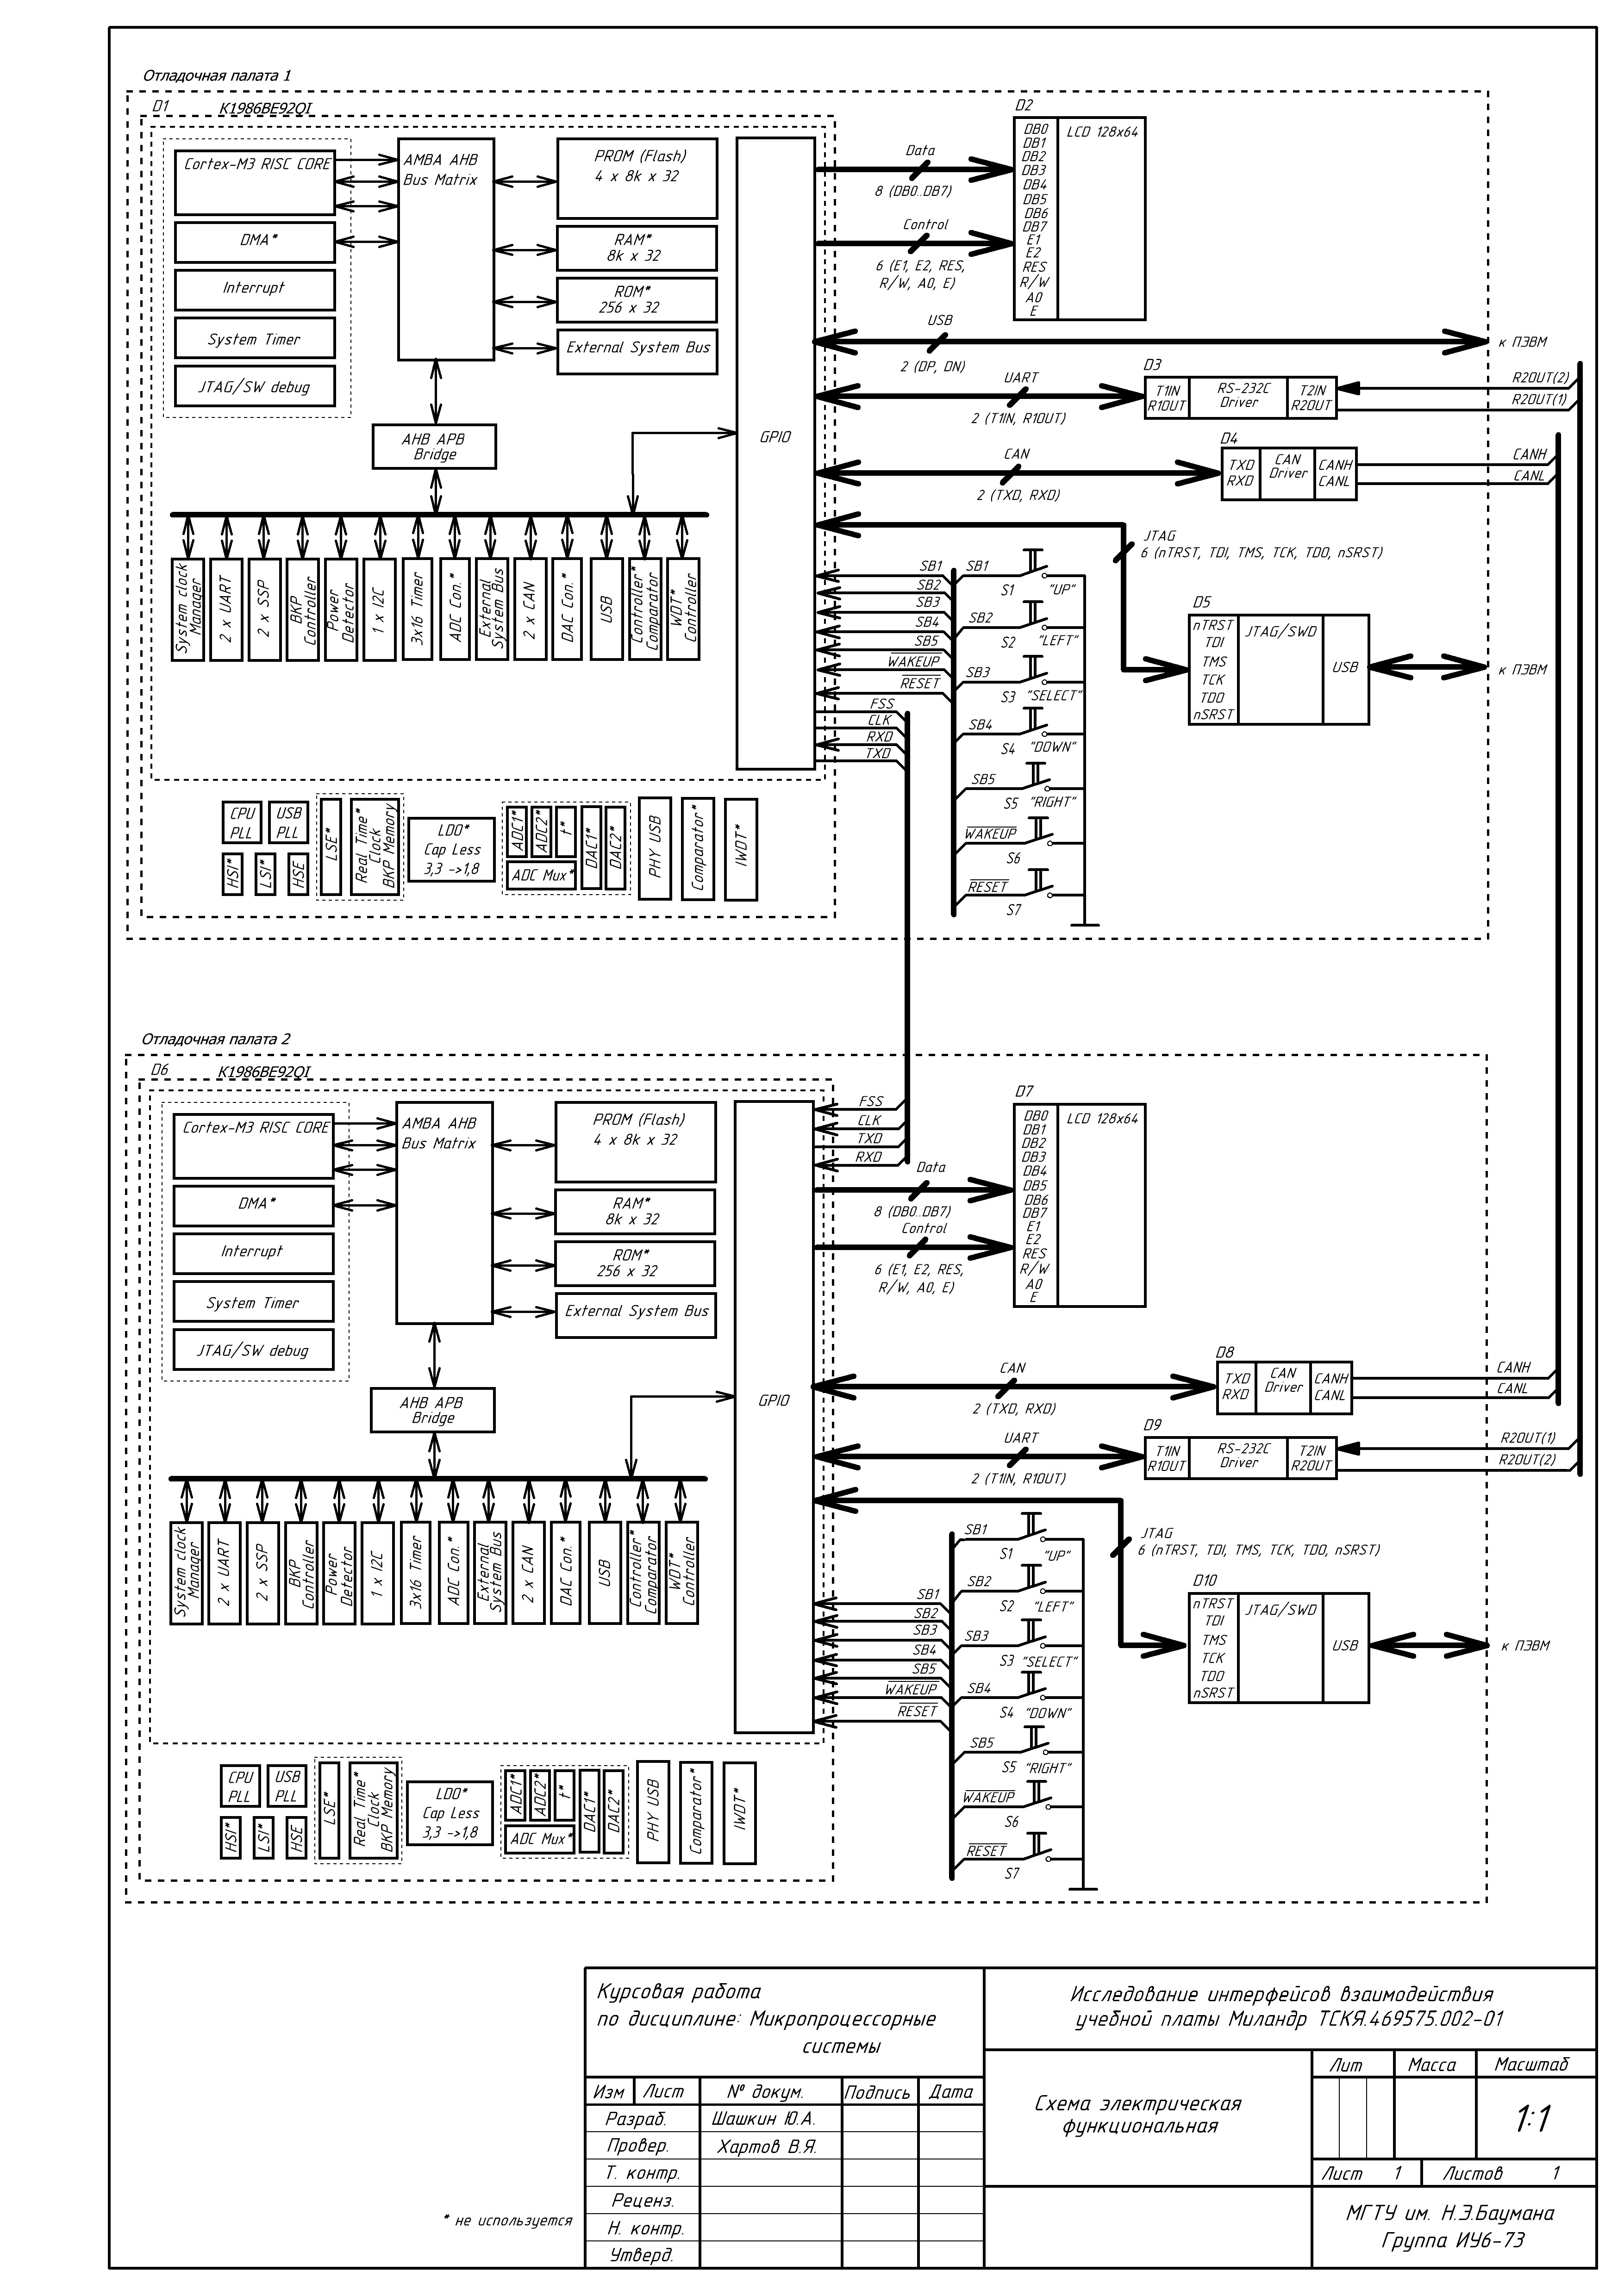 Отладочная палата 1
D1
К1986ВЕ92QI
Cortex-M3 RISC CORE
DMA*
Interrupt
System Timer
JTAG/SW debug
AMBA AHB
Bus Matrix
PROM (Flash)
4 x 8k x 32
RAM*
8k x 32
ROM*
256 x 32
External System Bus
AHB APB
Bridge
GPIO
System clock
Manager
2 x UART
2 x SSP
BKP
Controller
Power
Detector
1 x I2C
3x16 Timer
ADC Con.*
External
System Bus
2 x CAN
DAC Con.*
USB
Controller*
Comparator
WDT*
Controller
CPU
PLL
USB
PLL
HSI*
LSI*
HSE
LSE*
Real Time*
Clock
BKP Memory
LDO*
Cap Less
3,3 ->1,8
ADC1*
ADC2*
t*
ADC Mux*
DAC1*
DAC2*
PHY USB
Comparator*
IWDT*
Data
8 (DB0..DB7)
Control
6 (E1, E2, RES,
R/W, A0, E)
D2
DB0
DB1
DB2
DB3
DB4
DB5
DB6
DB7
E1
E2
RES
R/W
A0
E
LCD 128x64
USB
2 (DP, DN)
к ПЭВМ
UART
2 (T1IN, R1OUT)
D3
T1IN
R1OUT
RS-232C
Driver
T2IN
R2OUT
R2OUT(2)
R2OUT(1)
CAN
2 (TXD, RXD)
D4
TXD
RXD
CAN
Driver
CANH
CANL
CANH
CANL
JTAG
6 (nTRST, TDI, TMS, TCK, TDO, nSRST)
D5
nTRST
TDI
TMS
TCK
TDO
nSRST
JTAG/SWD
USB
к ПЭВМ
SB1
SB2
SB3
SB4
SB5
WAKEUP
RESET
FSS
CLK
RXD
TXD
SB1
S1
"UP"
SB2
S2
"LEFT"
SB3
S3
"SELECT"
SB4
S4
"DOWN"
SB5
S5
"RIGHT"
WAKEUP
S6
RESET
S7
Отладочная палата 2
D6
К1986ВЕ92QI
Cortex-M3 RISC CORE
DMA*
Interrupt
System Timer
JTAG/SW debug
AMBA AHB
Bus Matrix
PROM (Flash)
4 x 8k x 32
RAM*
8k x 32
ROM*
256 x 32
External System Bus
AHB APB
Bridge
GPIO
System clock
Manager
2 x UART
2 x SSP
BKP
Controller
Power
Detector
1 x I2C
3x16 Timer
ADC Con.*
External
System Bus
2 x CAN
DAC Con.*
USB
Controller*
Comparator
WDT*
Controller
CPU
PLL
USB
PLL
HSI*
LSI*
HSE
LSE*
Real Time*
Clock
BKP Memory
LDO*
Cap Less
3,3 ->1,8
ADC1*
ADC2*
t*
ADC Mux*
DAC1*
DAC2*
PHY USB
Comparator*
IWDT*
FSS
CLK
TXD
RXD
Data
8 (DB0..DB7)
Control
6 (E1, E2, RES,
R/W, A0, E)
D7
DB0
DB1
DB2
DB3
DB4
DB5
DB6
DB7
E1
E2
RES
R/W
A0
E
LCD 128x64
CAN
2 (TXD, RXD)
D8
TXD
RXD
CAN
Driver
CANH
CANL
CANH
CANL
UART
2 (T1IN, R1OUT)
D9
T1IN
R1OUT
RS-232C
Driver
T2IN
R2OUT
R2OUT(1)
R2OUT(2)
JTAG
6 (nTRST, TDI, TMS, TCK, TDO, nSRST)
D10
nTRST
TDI
TMS
TCK
TDO
nSRST
JTAG/SWD
USB
к ПЭВМ
SB1
SB2
SB3
SB4
SB5
WAKEUP
RESET
SB1
S1
"UP"
SB2
S2
"LEFT"
SB3
S3
"SELECT"
SB4
S4
"DOWN"
SB5
S5
"RIGHT"
WAKEUP
S6
RESET
S7
* не используется
Курсовая работа
по дисциплине: Микропроцессорные
системы
Исследование интерфейсов взаимодействия
учебной платы Миландр ТСКЯ.469575.002-01
Изм Лист № докум. Подпись Дата
Разраб. Шашкин Ю.А.
Провер. Хартов В.Я.
Т. контр.
Реценз.
Н. контр.
Утверд.
Схема электрическая
функциональная
Лит Масса Масштаб
1:1
Лист 1 Листов 1
МГТУ им. Н.Э.Баумана
Группа ИУ6-73